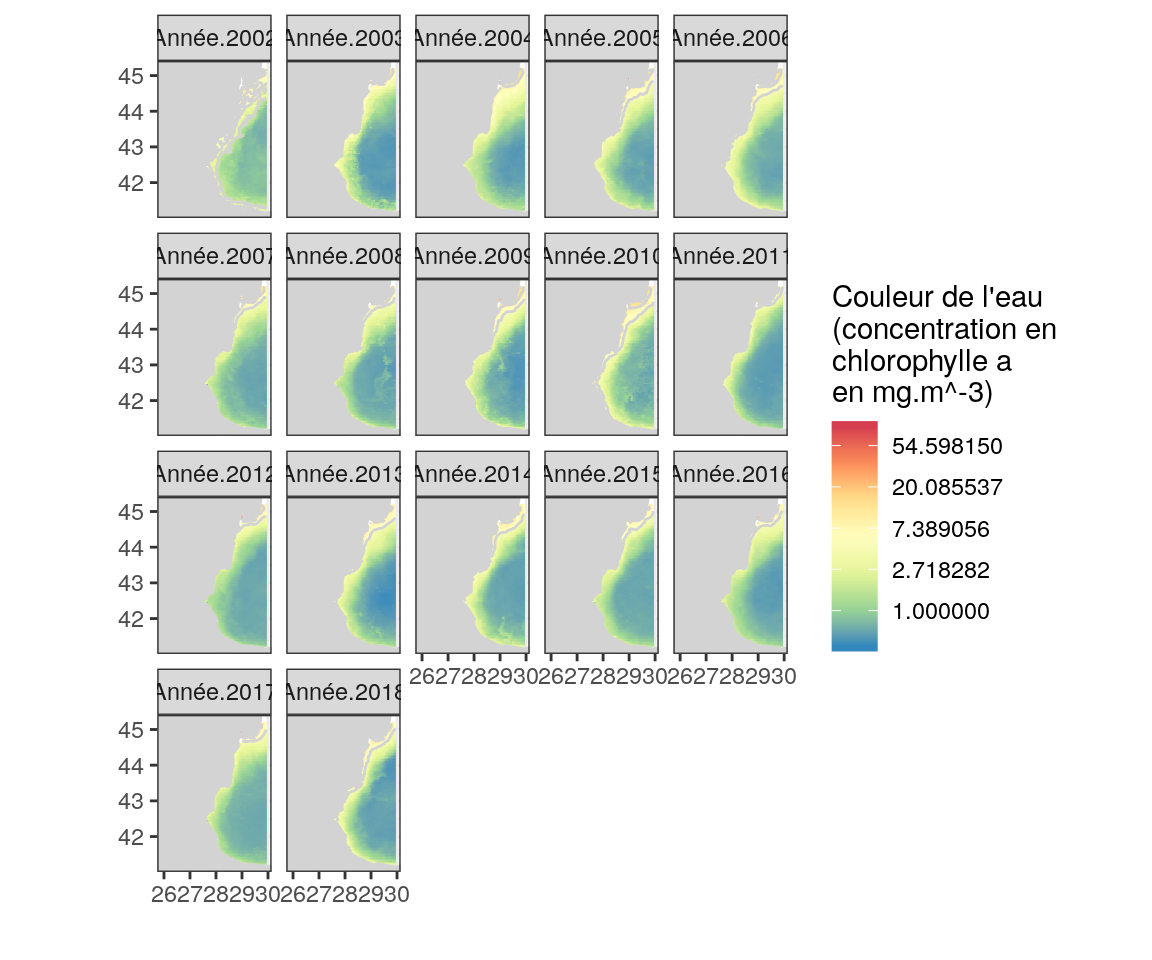 Année.2002 Année.2003 Année.2004 Année.2005 Année.2006
45
44
43
42
Année.2007 Année.2008 Année.2009 Année.2010 Année.2011
45
44
43
42
Couleur de l'eau
(concentration en
chlorophylle a
en mg.m^-3)
54.598150
20.085537
7.389056
2.718282
1.000000
Année.2012 Année.2013 Année.2014 Année.2015 Année.2016
45
44
43
42
2627282930 2627282930 2627282930
Année.2017 Année.2018
45
44
43
42
2627282930 2627282930